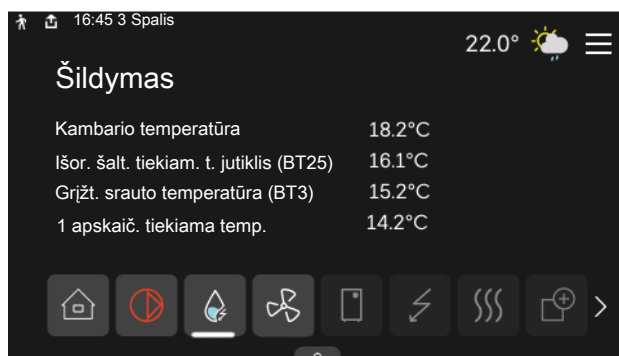 16:45 3 Spalis
22.0°
Šildymas
Kambario temperatūra 18.2°C
Išor. šalt. tiekiam. t. jutiklis (BT25) 16.1°C
Grįžt. srauto temperatūra (BT3) 15.2°C
1 apskaič. tiekiama temp. 14.2°C